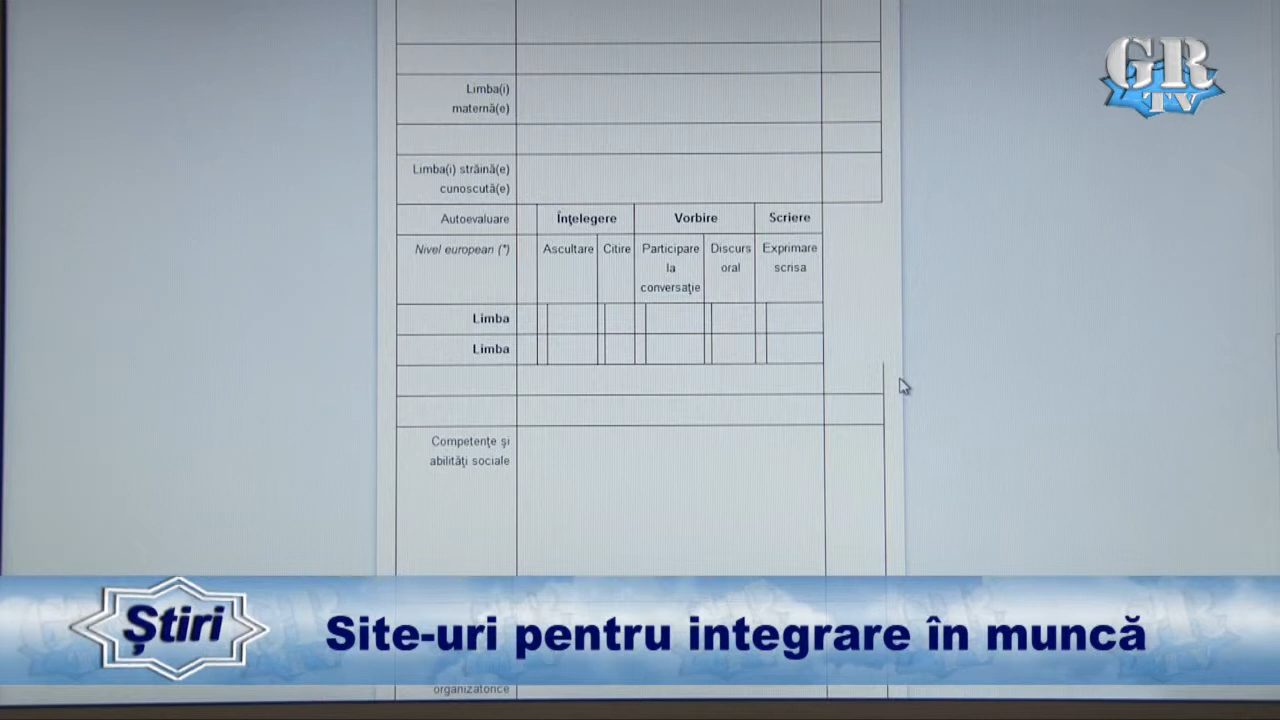 GR
TV
Limba(i)
maternă(e)
Limba(i) străină(e)
cunoscută(e)
Autoevaluare
Înţelegere
Vorbire
Scriere
Nivel european (*)
Ascultare
Citire
Participare
la
conversaţie
Discurs
oral
Exprimare
scrisa
Limba
Limba
Competenţe şi
abilităţi sociale
Știri
Site-uri pentru integrare în muncă
organizatorice